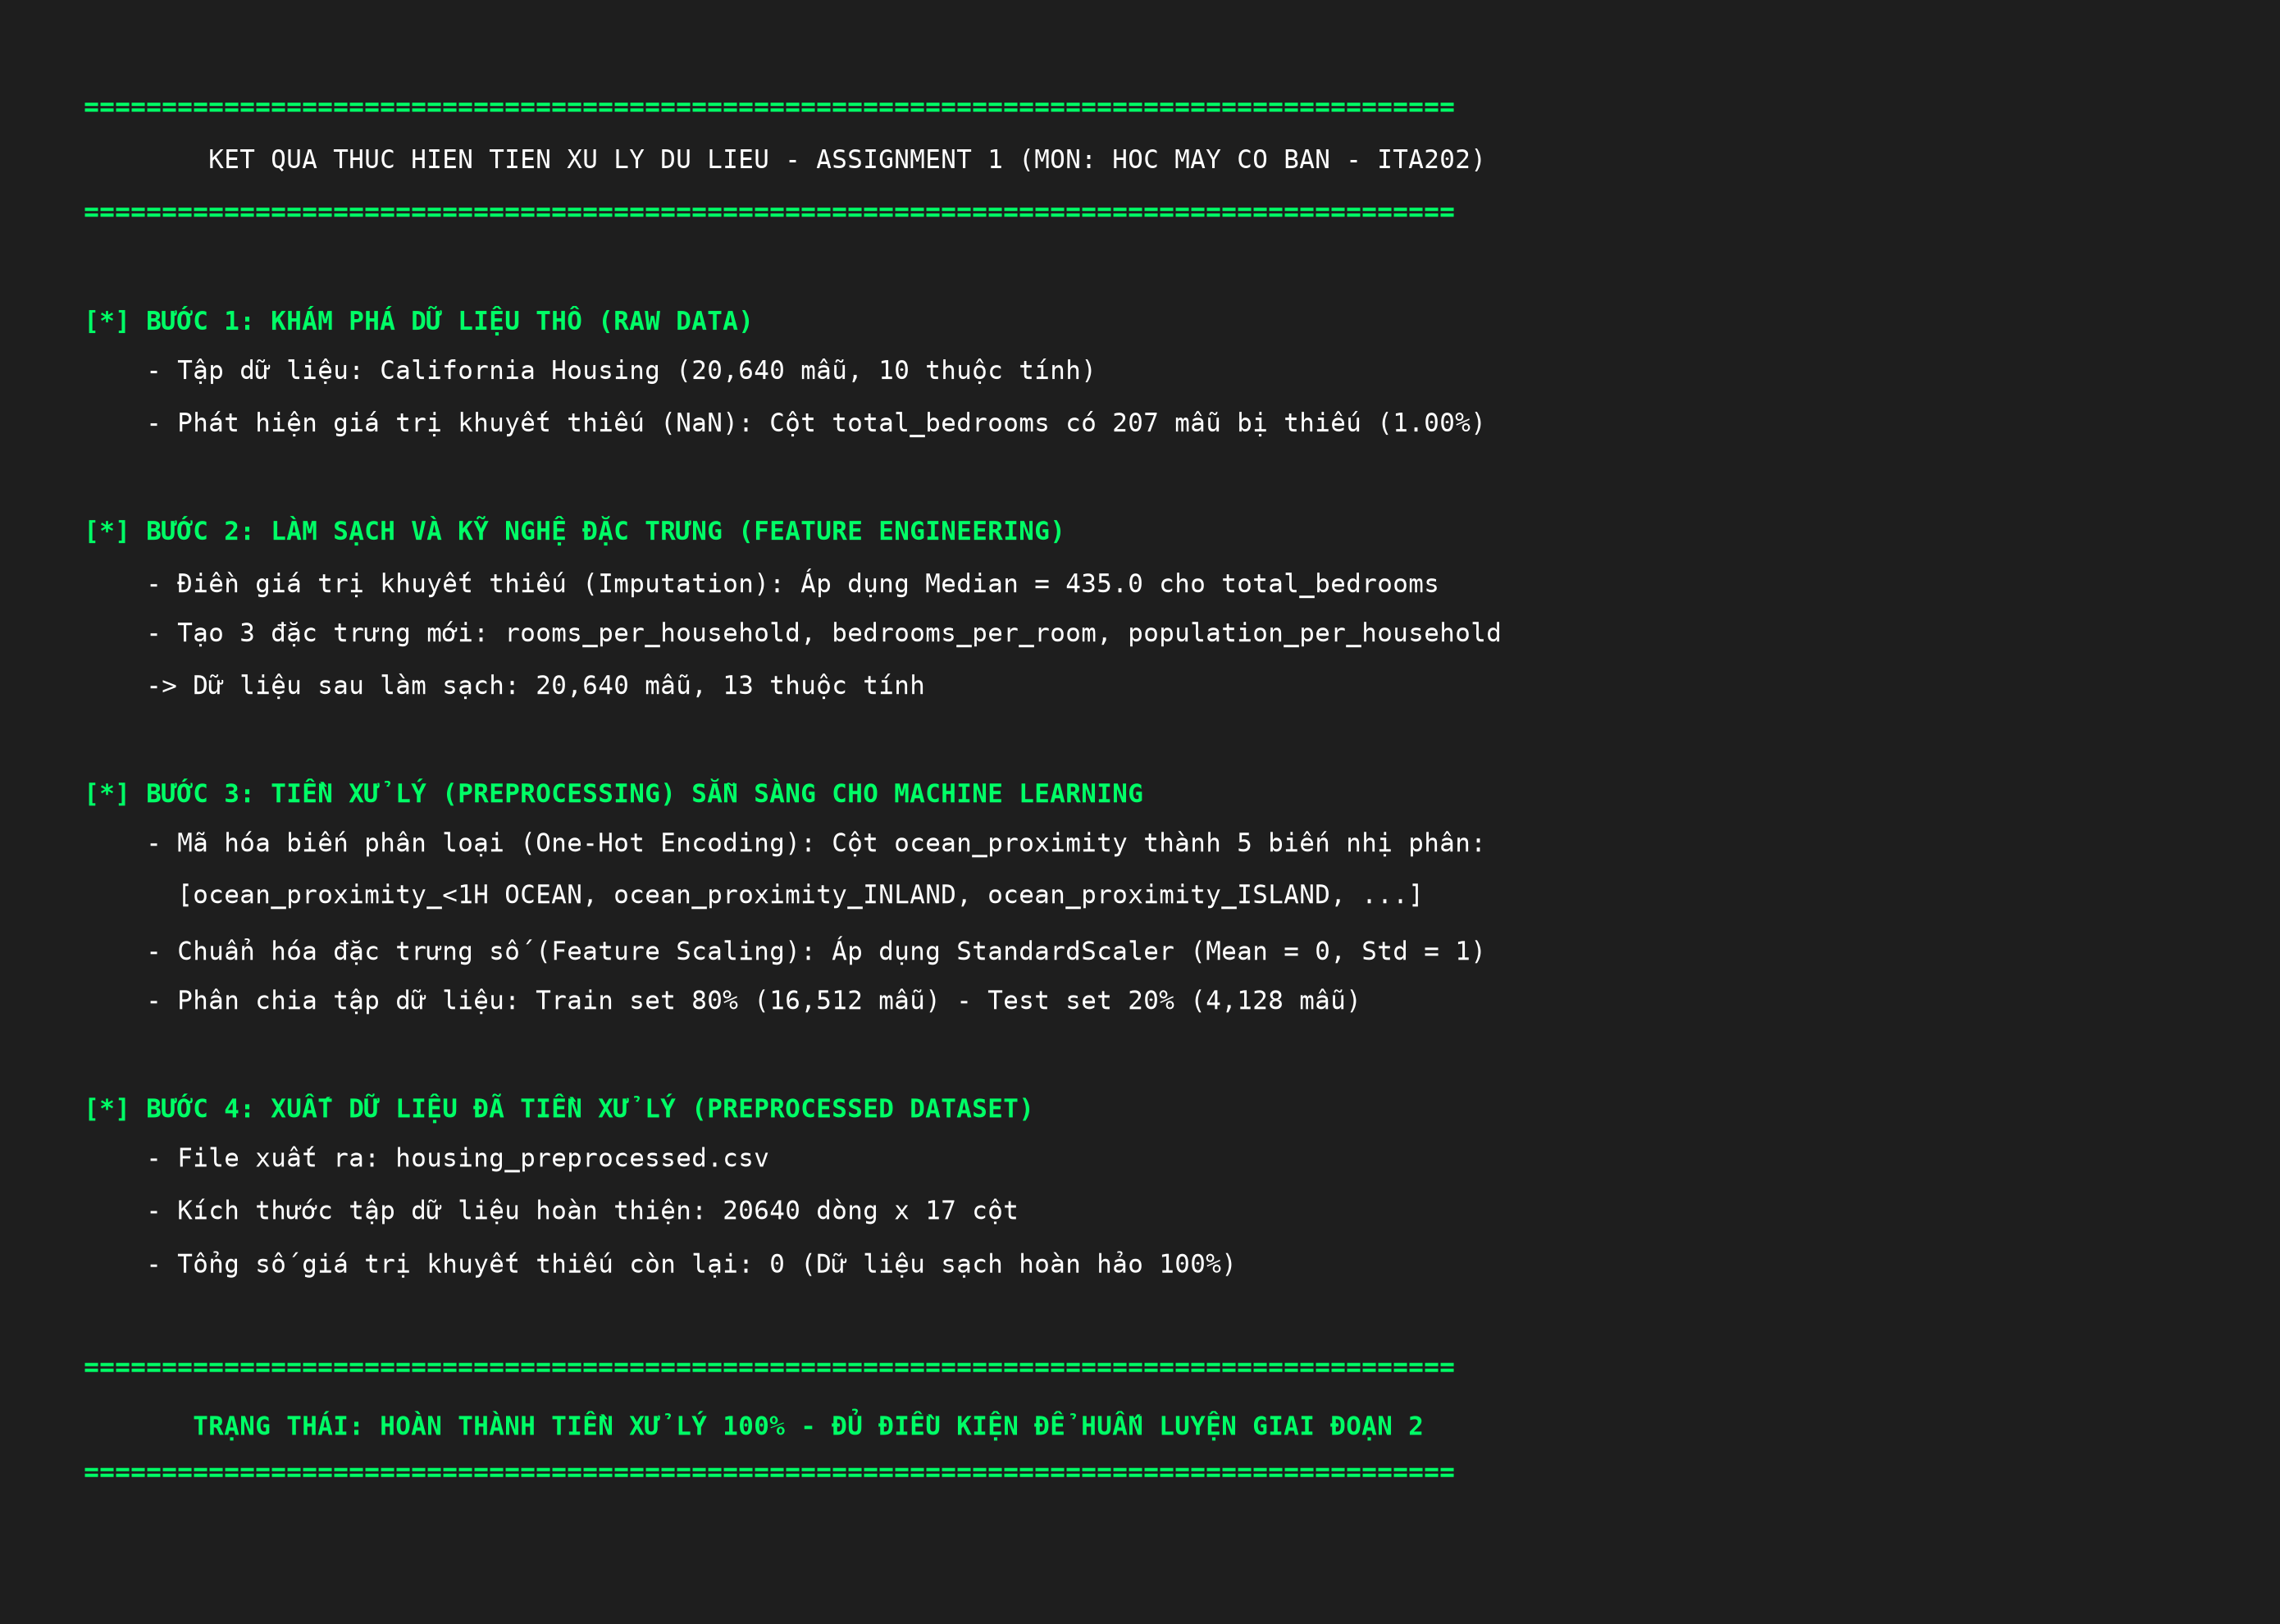 ========================================================================================
KET QUA THUC HIEN TIEN XU LY DU LIEU - ASSIGNMENT 1 (MON: HOC MAY CO BAN - ITA202)
========================================================================================
[*] BƯỚC 1: KHÁM PHÁ DỮ LIỆU THÔ (RAW DATA)
- Tập dữ liệu: California Housing (20,640 mẫu, 10 thuộc tính)
- Phát hiện giá trị khuyết thiếu (NaN): Cột total_bedrooms có 207 mẫu bị thiếu (1.00%)
[*] BƯỚC 2: LÀM SẠCH VÀ KỸ NGHỆ ĐẶC TRƯNG (FEATURE ENGINEERING)
- Điền giá trị khuyết thiếu (Imputation): Áp dụng Median = 435.0 cho total_bedrooms
- Tạo 3 đặc trưng mới: rooms_per_household, bedrooms_per_room, population_per_household
-> Dữ liệu sau làm sạch: 20,640 mẫu, 13 thuộc tính
[*] BƯỚC 3: TIỀN XỬ LÝ (PREPROCESSING) SẴN SÀNG CHO MACHINE LEARNING
- Mã hóa biến phân loại (One-Hot Encoding): Cột ocean_proximity thành 5 biến nhị phân:
[ocean_proximity_<1H OCEAN, ocean_proximity_INLAND, ocean_proximity_ISLAND, ...]
- Chuẩn hóa đặc trưng số (Feature Scaling): Áp dụng StandardScaler (Mean = 0, Std = 1)
- Phân chia tập dữ liệu: Train set 80% (16,512 mẫu) - Test set 20% (4,128 mẫu)
[*] BƯỚC 4: XUẤT DỮ LIỆU ĐÃ TIỀN XỬ LÝ (PREPROCESSED DATASET)
- File xuất ra: housing_preprocessed.csv
- Kích thước tập dữ liệu hoàn thiện: 20640 dòng x 17 cột
- Tổng số giá trị khuyết thiếu còn lại: 0 (Dữ liệu sạch hoàn hảo 100%)
========================================================================================
TRẠNG THÁI: HOÀN THÀNH TIỀN XỬ LÝ 100% - ĐỦ ĐIỀU KIỆN ĐỂ HUẤN LUYỆN GIAI ĐOẠN 2
========================================================================================